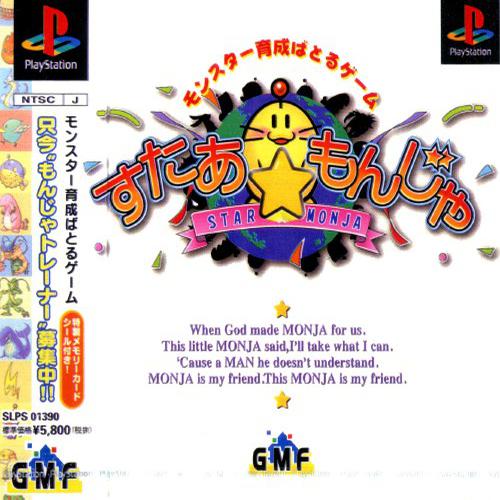 PlayStation
NTSC J
モンスター育成ばとるゲーム
只今"もんじゃトレーナー"募集中!!
特製メモリーカード
シール付き!
SLPS 01390
標準価格¥5,800(税抜)
GMF
PlayStation
モンスター育成ばとるゲーム
すたあ もんじゃ
STAR MONJA
When God made MONJA for us.
This little MONJA said,I'll take what I can.
‘Cause a MAN he doesn't understand.
MONJA is my friend.This MONJA is my friend.
GMF